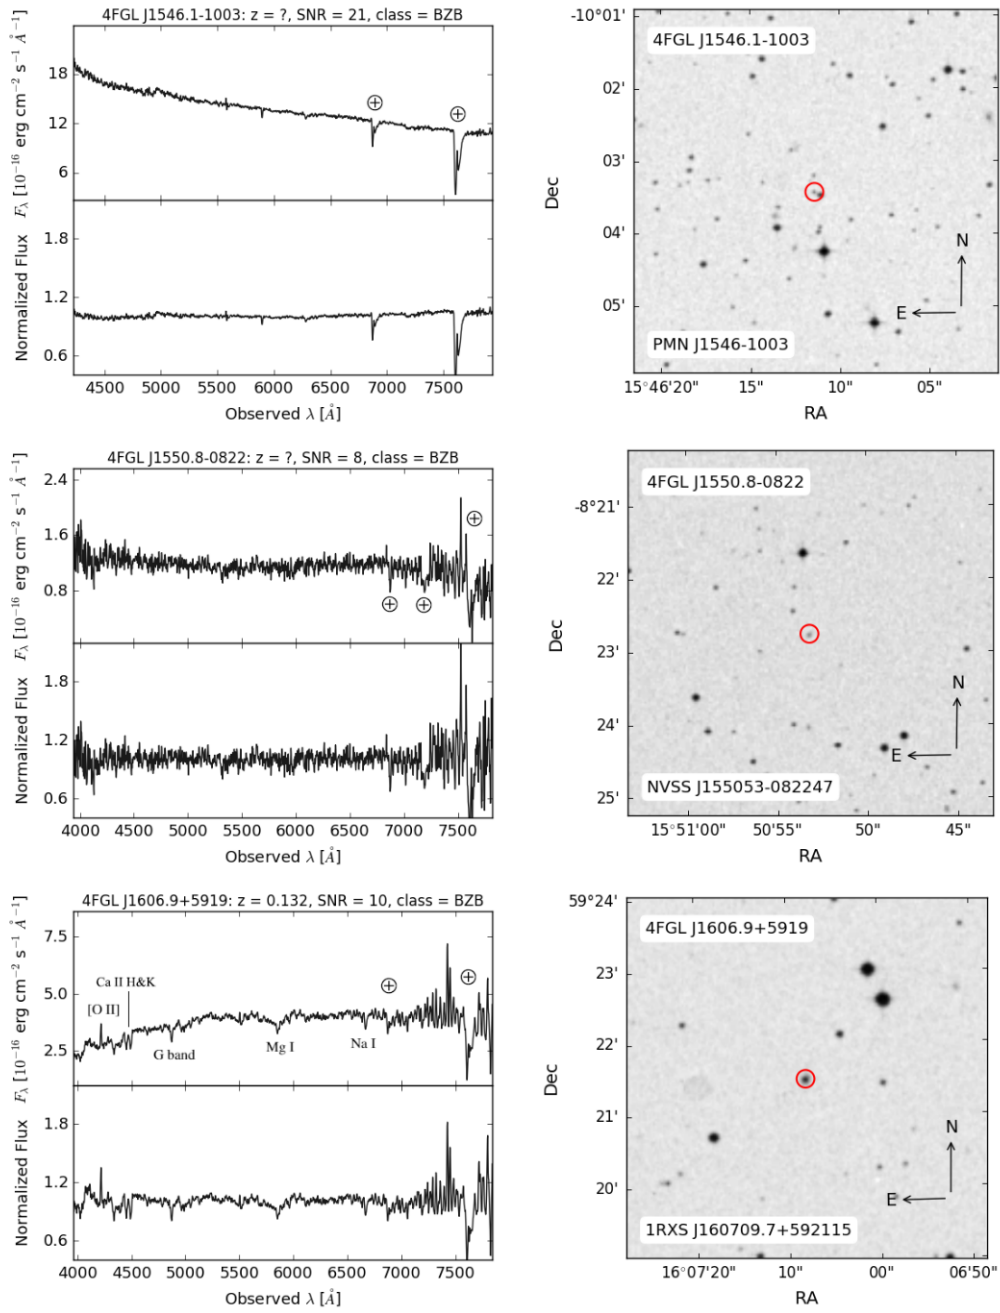 4FGL J1546.1-1003: z = ?, SNR = 21, class = BZB
18
12
6
F_λ [10⁻¹⁶ erg cm⁻² s⁻¹ Å⁻¹]
1.8
1.2
0.6
Normalized Flux
4500 5000 5500 6000 6500 7000 7500
Observed λ [Å]
4FGL J1546.1-1003
-10°01'
02'
03'
04'
05'
Dec
N
E
PMN J1546-1003
15ʰ46'20" 15" 10" 05"
RA
4FGL J1550.8-0822: z = ?, SNR = 8, class = BZB
2.4
1.6
0.8
F_λ [10⁻¹⁶ erg cm⁻² s⁻¹ Å⁻¹]
1.8
1.2
0.6
Normalized Flux
4000 4500 5000 5500 6000 6500 7000 7500
Observed λ [Å]
4FGL J1550.8-0822
-8°21'
22'
23'
24'
25'
Dec
N
E
NVSS J155053-082247
15°51'00" 50'55" 50" 45"
RA
4FGL J1606.9+5919: z = 0.132, SNR = 10, class = BZB
7.5
5.0
2.5
F_λ [10⁻¹⁶ erg cm⁻² s⁻¹ Å⁻¹]
Ca II H&K
[O II]
G band
Mg I
Na I
1.8
1.2
0.6
Normalized Flux
4000 4500 5000 5500 6000 6500 7000 7500
Observed λ [Å]
4FGL J1606.9+5919
59°24'
23'
22'
21'
20'
Dec
N
E
1RXS J160709.7+592115
16°07'20" 10" 00" 06'50"
RA